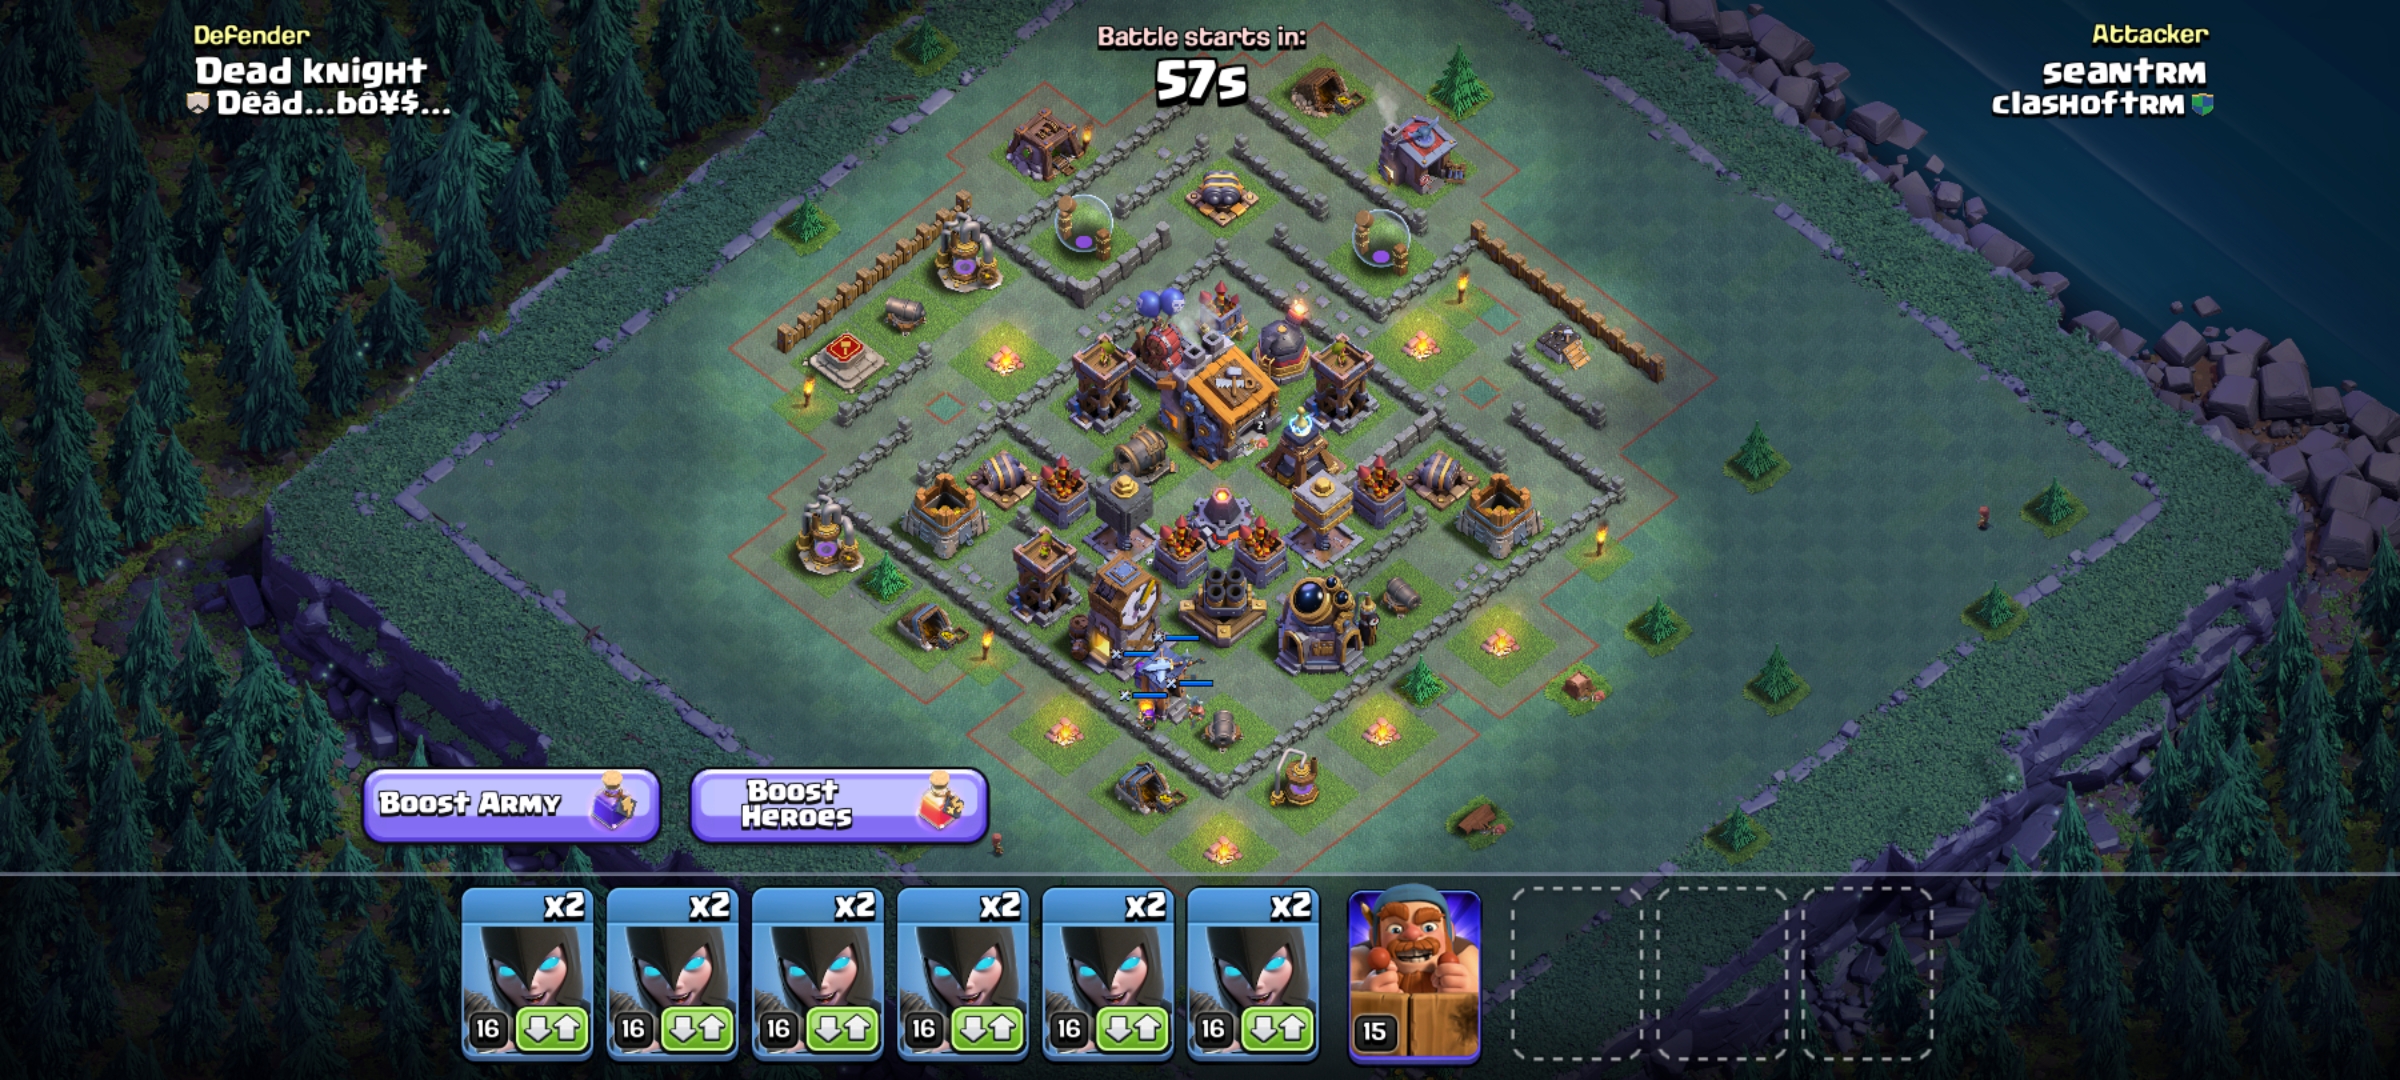 Defender
Dead knight
Dêâd...bô¥$...
Battle starts in:
57s
Attacker
seantRM
clashoftRM
Boost Army
Boost
Heroes
x2
x2
x2
x2
x2
x2
16
16
16
16
16
16
15